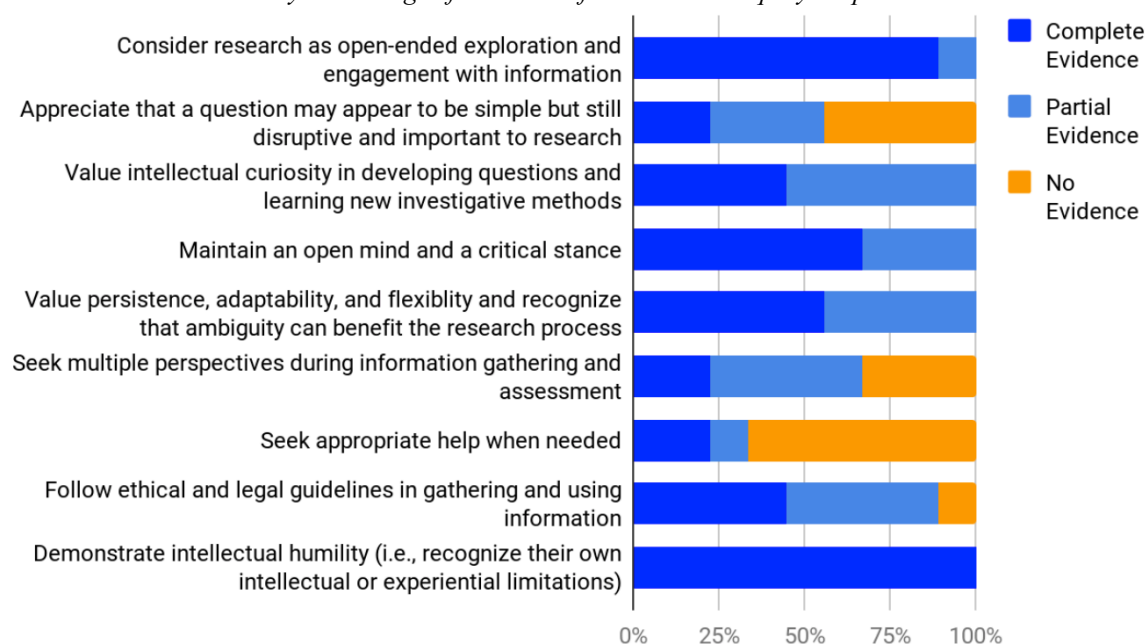 Consider research as open-ended exploration and
engagement with information
Appreciate that a question may appear to be simple but still
disruptive and important to research
Value intellectual curiosity in developing questions and
learning new investigative methods
Maintain an open mind and a critical stance
Value persistence, adaptability, and flexiblity and recognize
that ambiguity can benefit the research process
Seek multiple perspectives during information gathering and
assessment
Seek appropriate help when needed
Follow ethical and legal guidelines in gathering and using
information
Demonstrate intellectual humility (i.e., recognize their own
intellectual or experiential limitations)
0% 25% 50% 75% 100%
Complete
Evidence
Partial
Evidence
No
Evidence